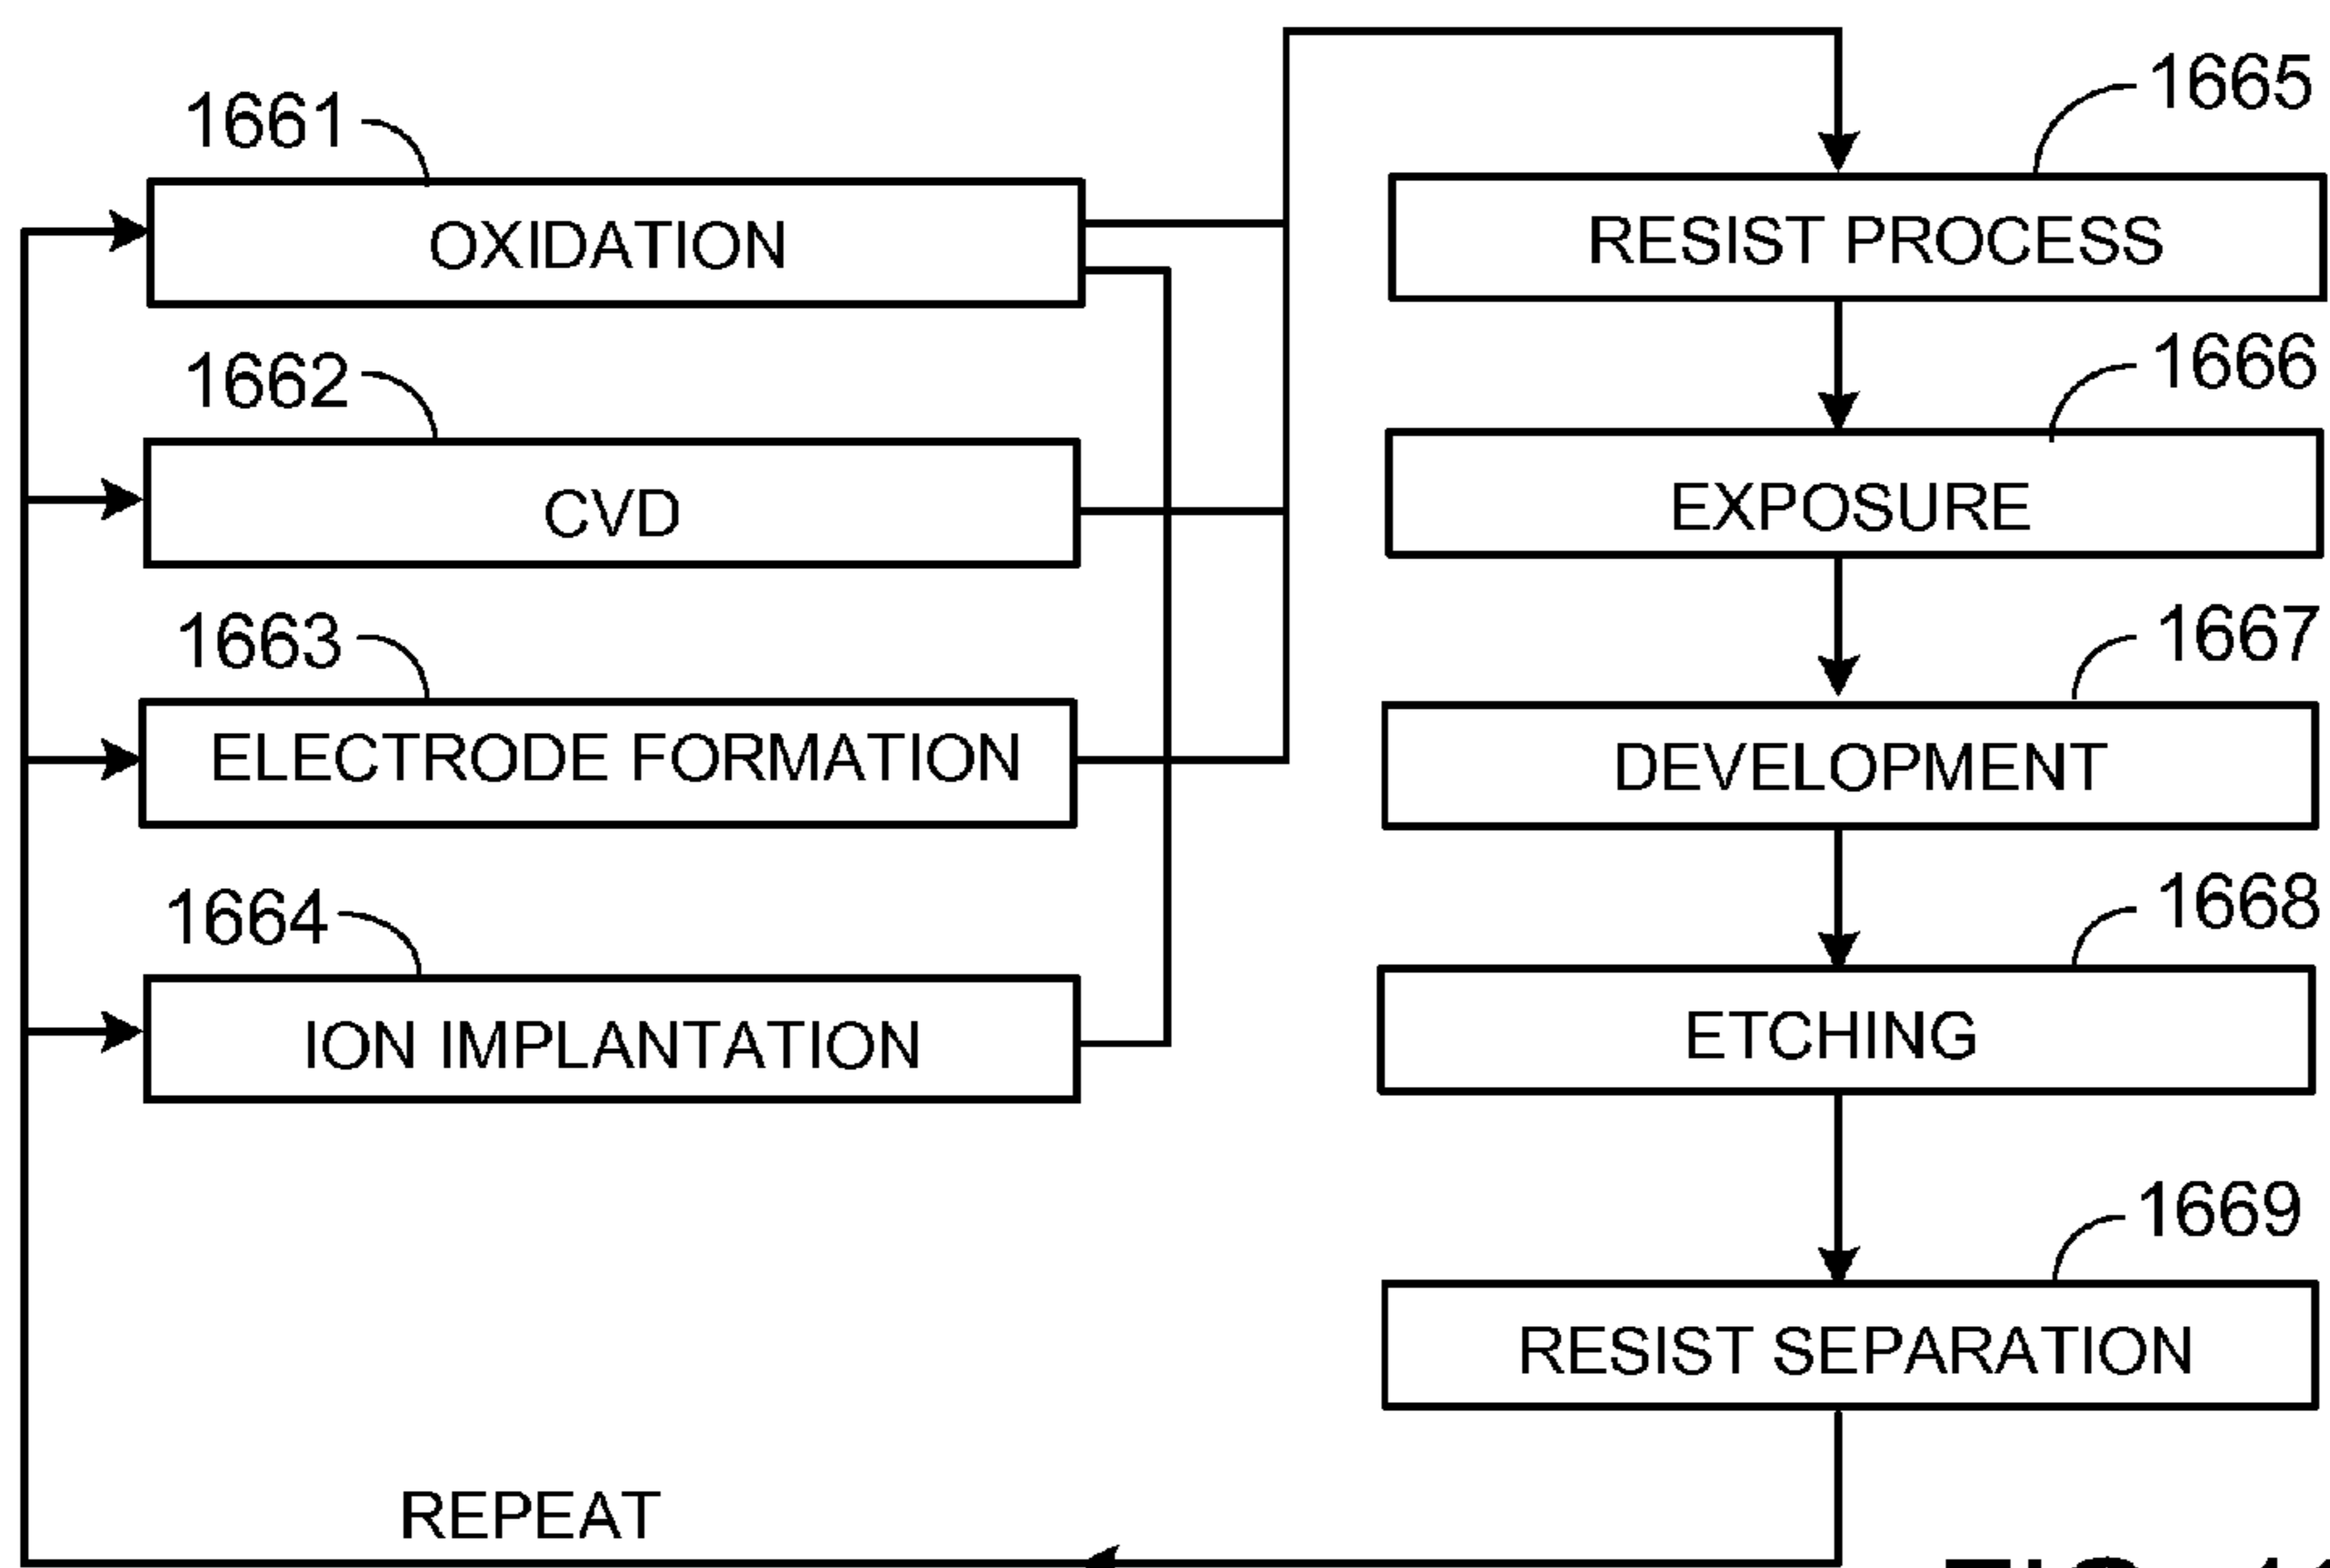 1661
OXIDATION
1662
CVD
1663
ELECTRODE FORMATION
1664
ION IMPLANTATION
1665
RESIST PROCESS
1666
EXPOSURE
1667
DEVELOPMENT
1668
ETCHING
1669
RESIST SEPARATION
REPEAT